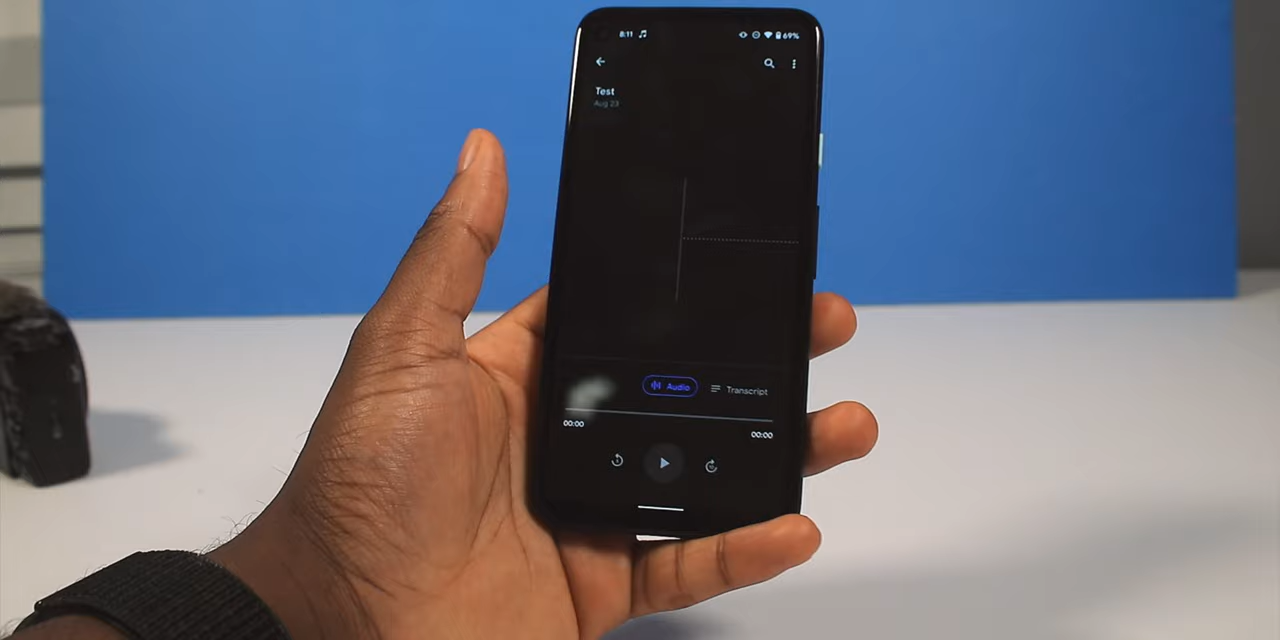 8:11 69%
Test
Aug 23
Audio Transcript
00:00 00:00